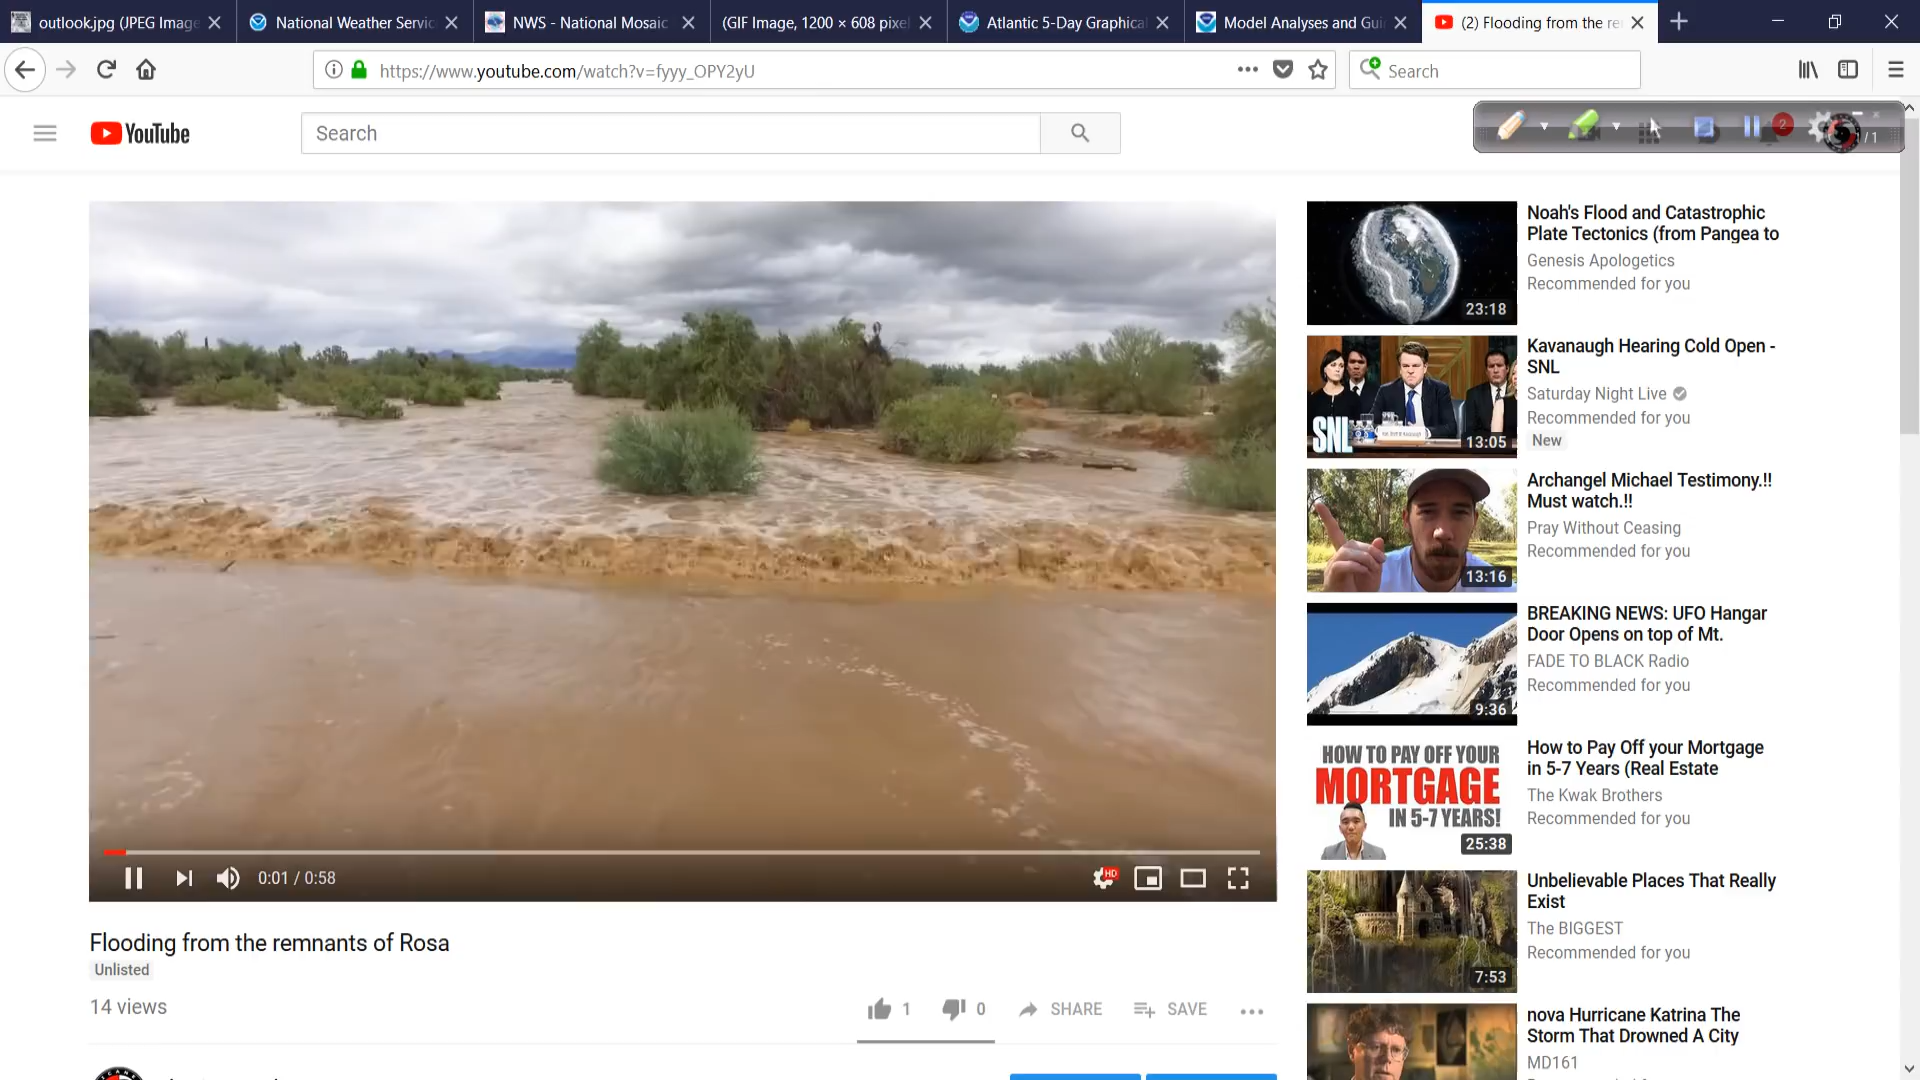 outlook.jpg (JPEG Image
National Weather Servic
NWS - National Mosaic
(GIF Image, 1200 × 608 pixel
Atlantic 5-Day Graphical
Model Analyses and Gui
(2) Flooding from the re
https://www.youtube.com/watch?v=fyyy_OPY2yU
Search
YouTube
Search
2
/1
Noah's Flood and Catastrophic
Plate Tectonics (from Pangea to
Genesis Apologetics
Recommended for you
23:18
Kavanaugh Hearing Cold Open -
SNL
Saturday Night Live
Recommended for you
New
SNL
13:05
Archangel Michael Testimony.!!
Must watch.!!
Pray Without Ceasing
Recommended for you
13:16
BREAKING NEWS: UFO Hangar
Door Opens on top of Mt.
FADE TO BLACK Radio
Recommended for you
9:36
HOW TO PAY OFF YOUR
MORTGAGE
IN 5-7 YEARS!
25:38
How to Pay Off your Mortgage
in 5-7 Years (Real Estate
The Kwak Brothers
Recommended for you
Unbelievable Places That Really
Exist
The BIGGEST
Recommended for you
7:53
nova Hurricane Katrina The
Storm That Drowned A City
MD161
0:01 / 0:58
HD
Flooding from the remnants of Rosa
Unlisted
14 views
1
0
SHARE
SAVE